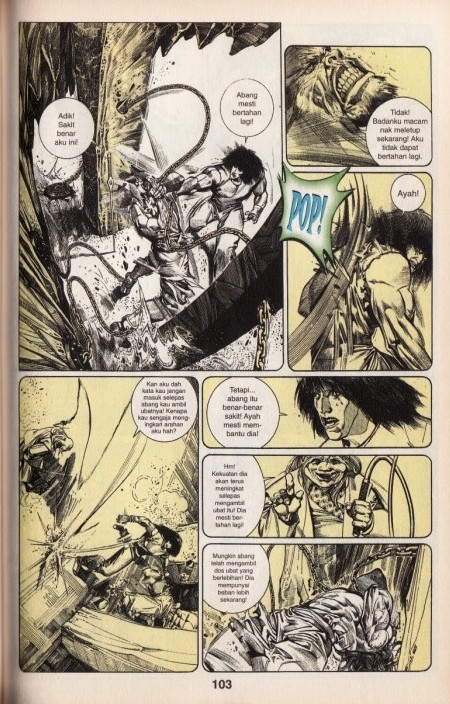 Adik!
Sakit
benar
aku ini!
Abang
mesti
bertahan
lagi!
Tidak!
Badanku macam
nak meletup
sekarang! Aku
tidak dapat
bertahan lagi.
POP!
Ayah!
Kan aku dah
kata kau jangan
masuk selepas
abang kau ambil
ubatnya! Kenapa
kau sengaja meng-
ingkari arahan
aku hah?
Tetapi...
abang itu
benar-benar
sakit! Ayah
mesti mem-
bantu dia!
Hm!
Kekuatan dia
akan terus
meningkat
selepas
mengambil
ubat itu! Dia
mesti ber-
tahan lagi!
Mungkin abang
telah mengambil
dos ubat yang
berlebihan! Dia
mempunyai
beban lebih
sekarang!
103